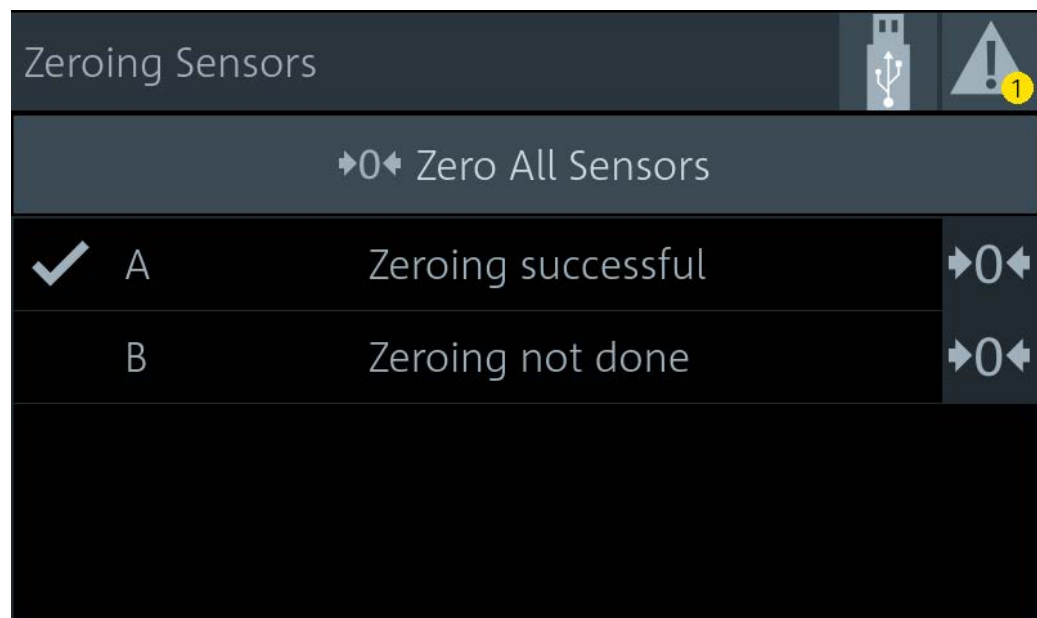 Zeroing Sensors
1
0 Zero All Sensors
A Zeroing successful 0
B Zeroing not done 0